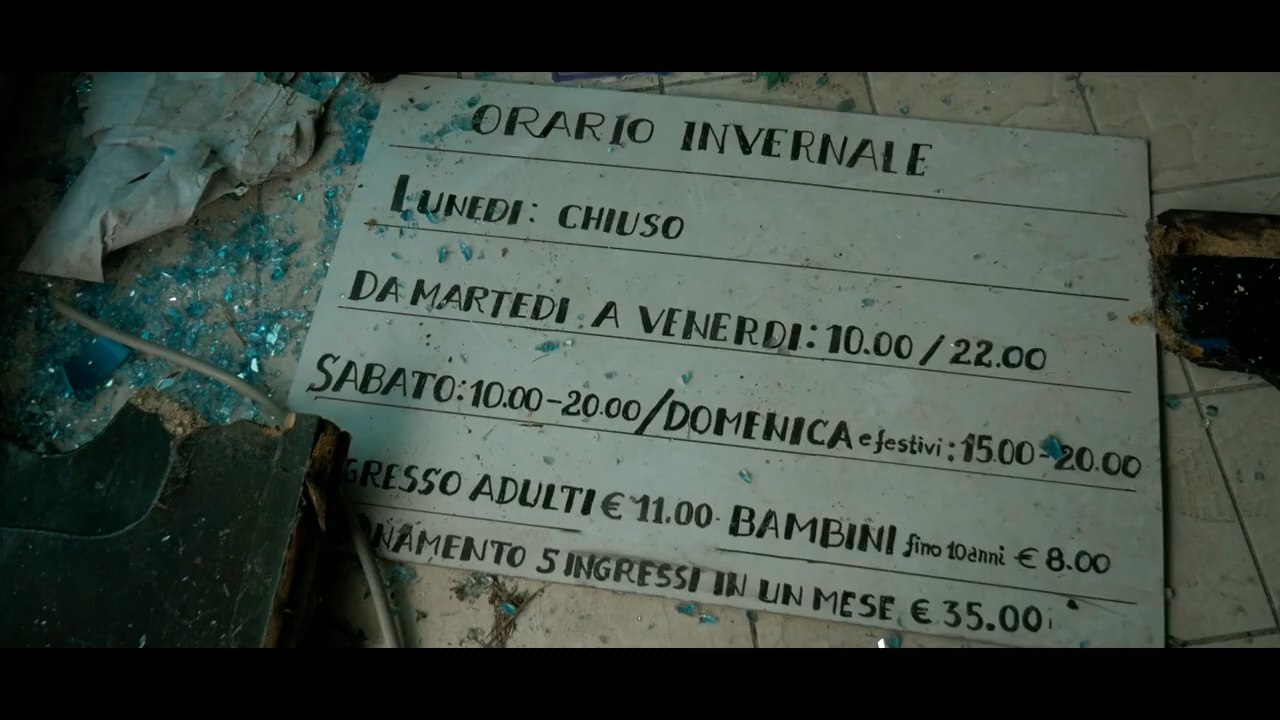 ORARIO INVERNALE
LUNEDI: CHIUSO
DA MARTEDI A VENERDI: 10.00 / 22.00
SABATO: 10.00-20.00/DOMENICA e festivi: 15.00-20.00
GRESSO ADULTI € 11.00 BAMBINI fino 10 anni € 8.00
NAMENTO 5 INGRESSI IN UN MESE € 35.00